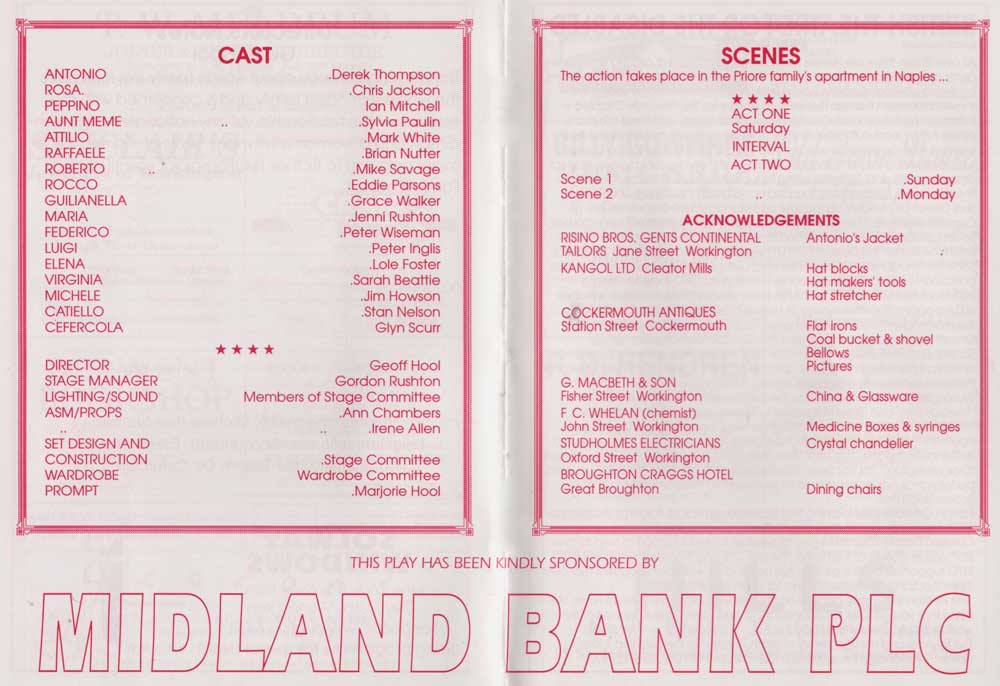 CAST
ANTONIO .Derek Thompson
ROSA. .Chris Jackson
PEPPINO Ian Mitchell
AUNT MEME .. .Sylvia Paulin
ATTILIO .Mark White
RAFFAELE .Brian Nutter
ROBERTO .. .Mike Savage
ROCCO .Eddie Parsons
GUILIANELLA .Grace Walker
MARIA .Jenni Rushton
FEDERICO .Peter Wiseman
LUIGI .Peter Inglis
ELENA .Lole Foster
VIRGINIA .Sarah Beattie
MICHELE .Jim Howson
CATIELLO .Stan Nelson
CEFERCOLA Glyn Scurr
★ ★ ★ ★
DIRECTOR Geoff Hool
STAGE MANAGER Gordon Rushton
LIGHTING/SOUND Members of Stage Committee
ASM/PROPS .Ann Chambers
.. .. .Irene Allen
SET DESIGN AND
CONSTRUCTION .Stage Committee
WARDROBE Wardrobe Committee
PROMPT .Marjorie Hool
SCENES
The action takes place in the Priore family's apartment in Naples ...
★ ★ ★ ★
ACT ONE
Saturday
INTERVAL
ACT TWO
Scene 1 .Sunday
Scene 2 .. .Monday
ACKNOWLEDGEMENTS
RISINO BROS. GENTS CONTINENTAL Antonio's Jacket
TAILORS Jane Street Workington
KANGOL LTD Cleator Mills Hat blocks
Hat makers' tools
Hat stretcher
COCKERMOUTH ANTIQUES
Station Street Cockermouth Flat irons
Coal bucket & shovel
Bellows
Pictures
G. MACBETH & SON
Fisher Street Workington China & Glassware
F C. WHELAN (chemist)
John Street Workington Medicine Boxes & syringes
STUDHOLMES ELECTRICIANS Crystal chandelier
Oxford Street Workington
BROUGHTON CRAGGS HOTEL
Great Broughton Dining chairs
THIS PLAY HAS BEEN KINDLY SPONSORED BY
MIDLAND BANK PLC